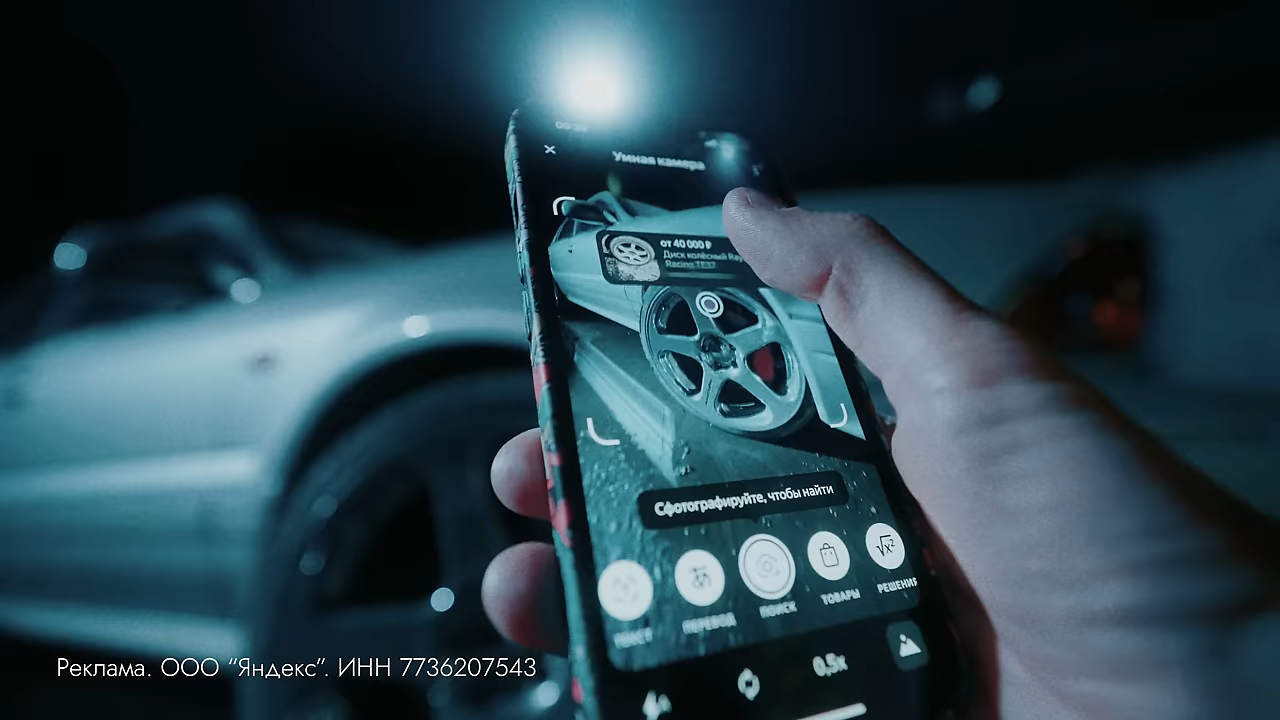 Умная камера
от 40 000 ₽
Диск колёсный Ray
Racing TE37
Сфотографируйте, чтобы найти
ТЕКСТ
ПЕРЕВОД
ПОИСК
ТОВАРЫ
РЕШЕНИЯ
0,5x
Реклама. ООО “Яндекс”. ИНН 7736207543